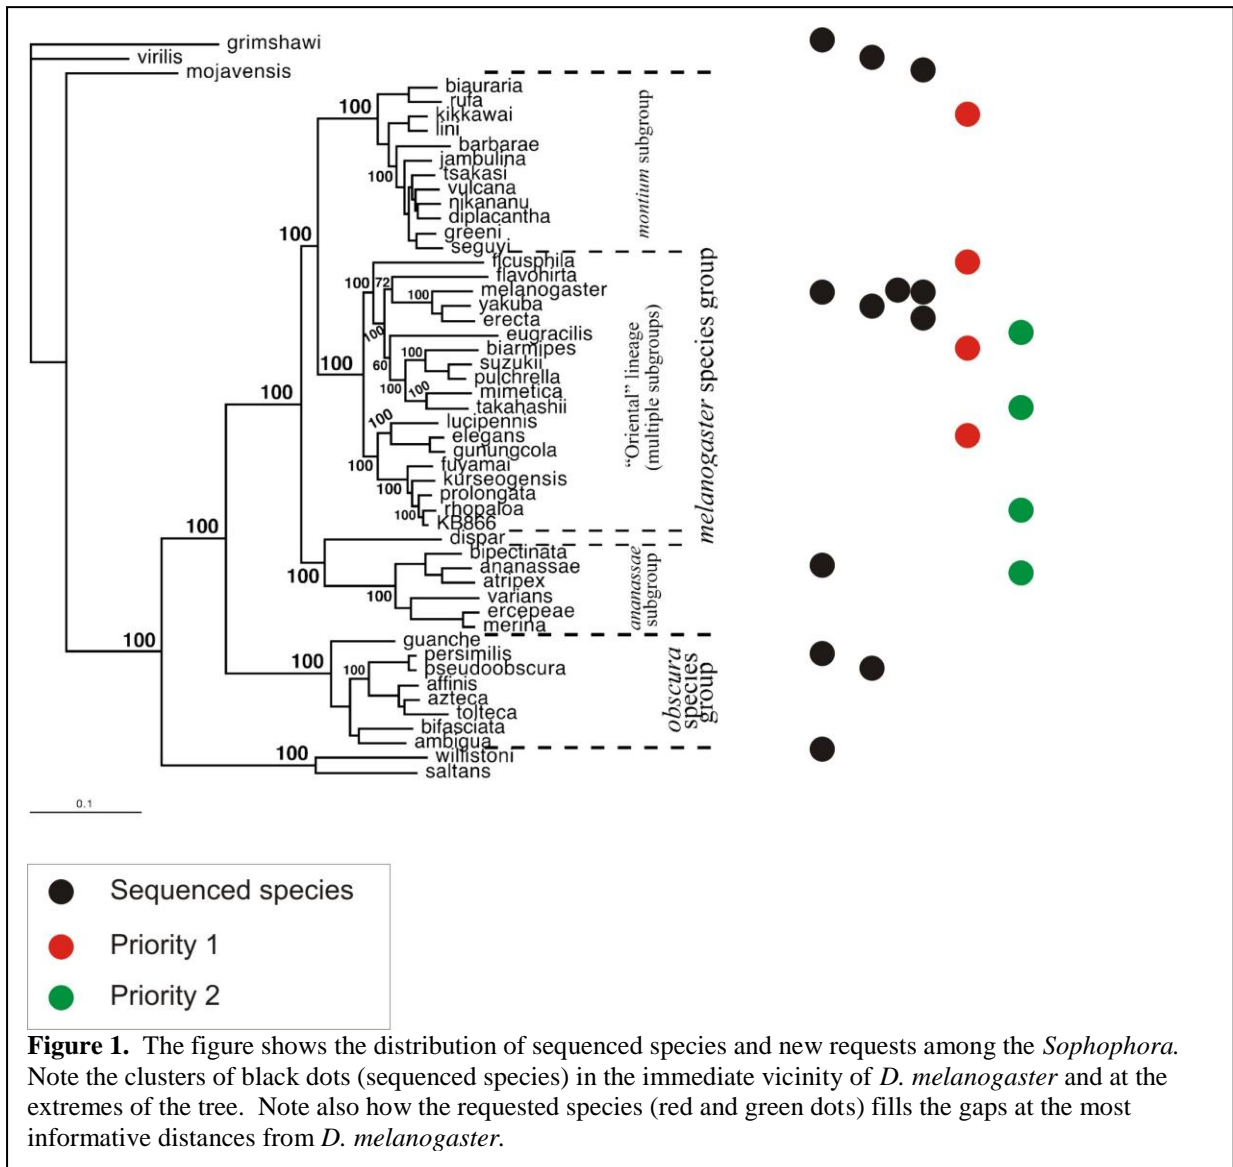 grimshawi
virilis
mojavensis
biauraria
rufa
100
kikkawai
lini
barbarae
jambulina
100
tsakasi
vulcana
nikananu
diplacantha
greeni
100
seguyi
montium subgroup
ficusphila
flavohirta
100
72
melanogaster
100
yakuba
erecta
100
eugracilis
biarmipes
100
60
suzukii
100
pulchrella
100
mimetica
100
takahashii
100
lucipennis
100
elegans
100
gunungcola
fuyamai
kurseogensis
100
prolongata
rhopaloa
100
KB866
"Oriental" lineage
(multiple subgroups)
melanogaster species group
100
dispar
bipectinata
100
ananassae
atripex
100
varians
ercepeae
merina
ananassae
subgroup
100
guanche
persimilis
100
100
pseudoobscura
affinis
azteca
tolteca
bifasciata
ambigua
obscura
species
group
100
willistoni
saltans
0.1
Sequenced species
Priority 1
Priority 2
Figure 1. The figure shows the distribution of sequenced species and new requests among the Sophophora.
Note the clusters of black dots (sequenced species) in the immediate vicinity of D. melanogaster and at the
extremes of the tree. Note also how the requested species (red and green dots) fills the gaps at the most
informative distances from D. melanogaster.